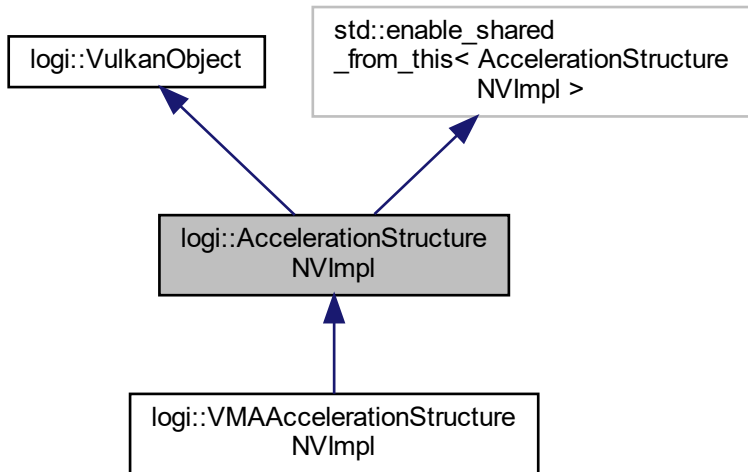 logi::VulkanObject
std::enable_shared
_from_this< AccelerationStructure
NVImpl >
logi::AccelerationStructure
NVImpl
logi::VMAAccelerationStructure
NVImpl